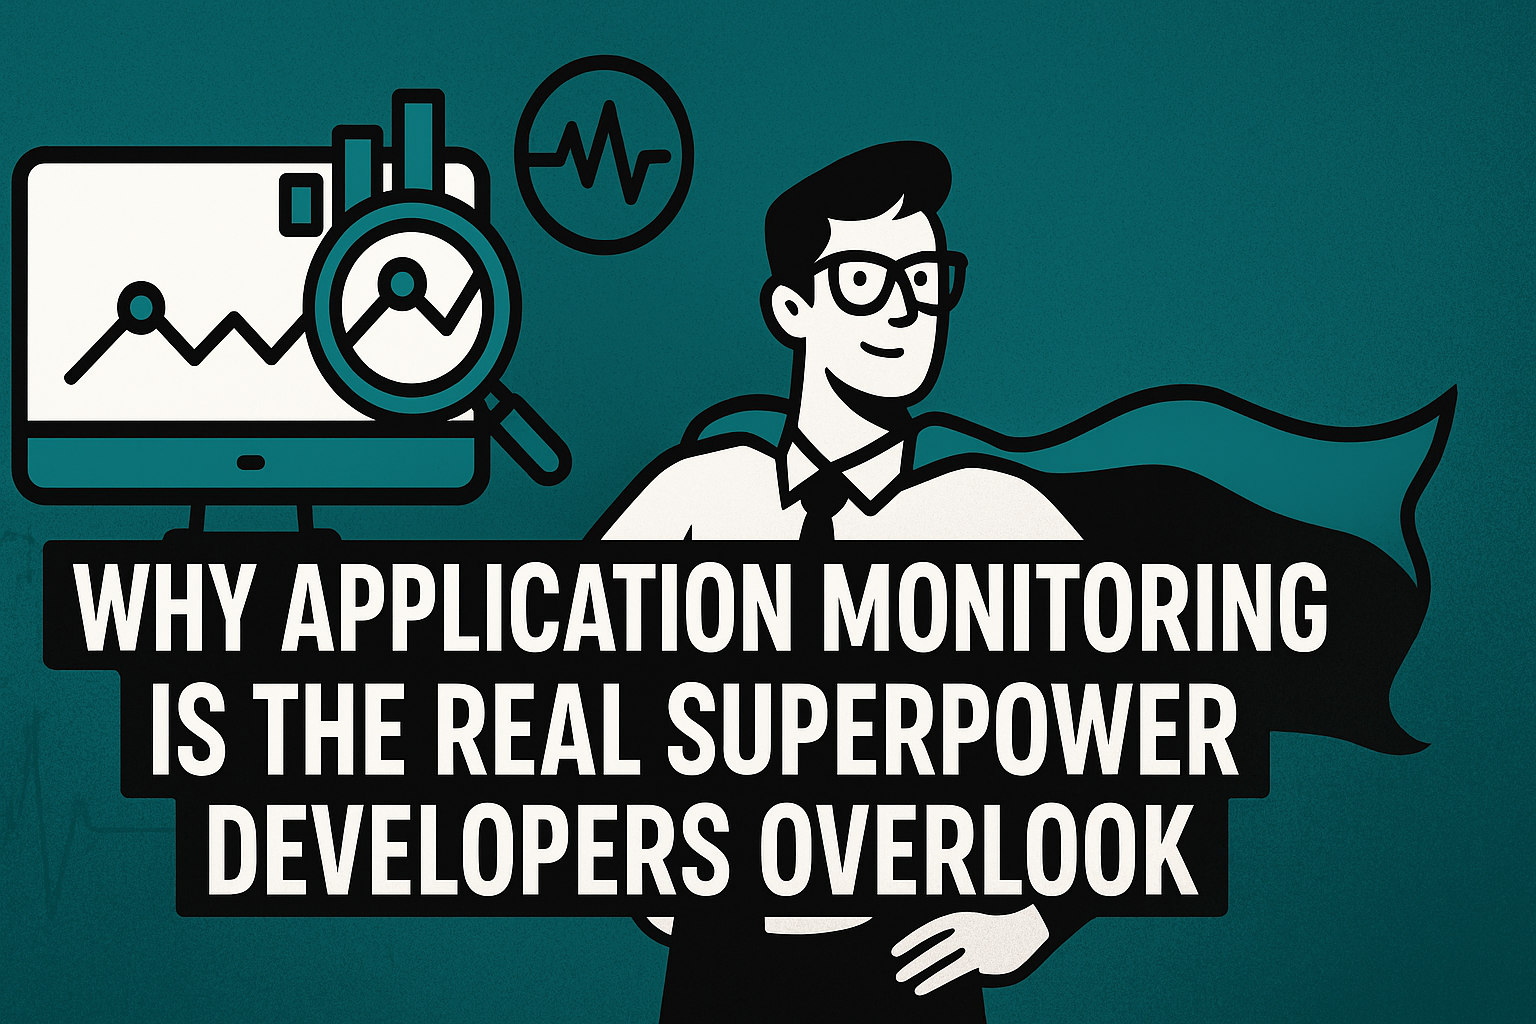 WHY APPLICATION MONITORING
IS THE REAL SUPERPOWER
DEVELOPERS OVERLOOK